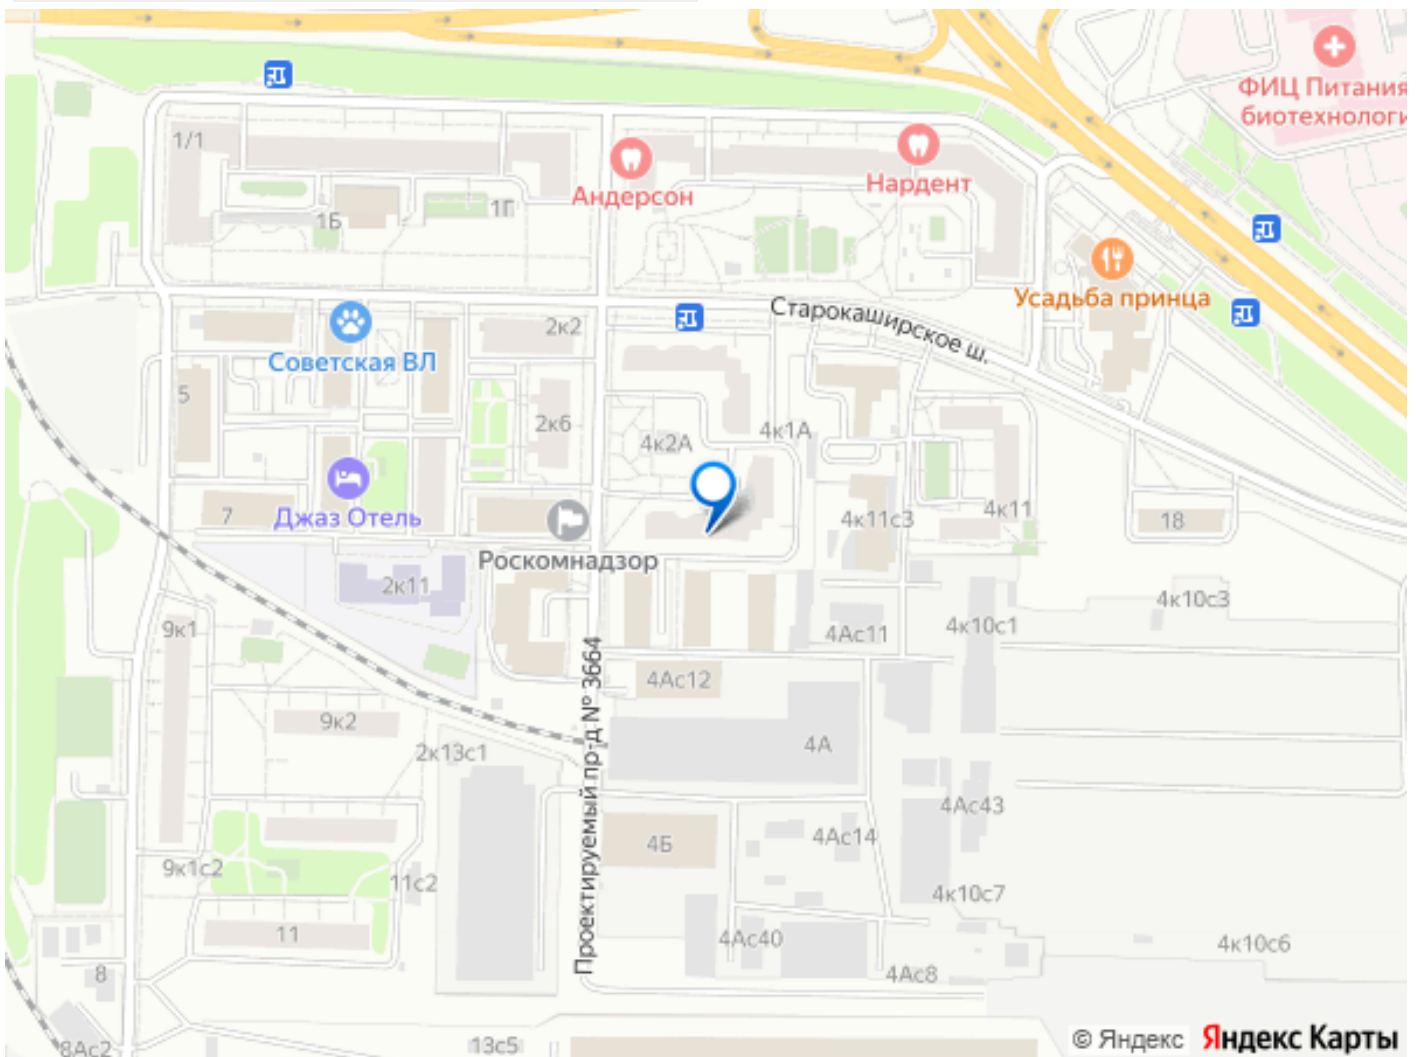 ФИЦ Питания
биотехнологи
1/1
Андерсон
Нардент
1Б
1Г
Усадьба принца
Старокаширское ш.
2к2
Советская ВЛ
5
2к6
4к2А
4к1А
7
Джаз Отель
Роскомнадзор
4к11с3
4к11
18
2к11
9к1
4к10с3
4Ас11
4к10с1
4Ас12
Проектируемый пр-д № 3664
9к2
2к13с1
4А
4Ас43
4Б
4Ас14
9к1с2
11с2
4к10с7
11
4Ас40
4к10с6
8
4Ас8
8Ас2
13с5
© Яндекс Яндекс Карты